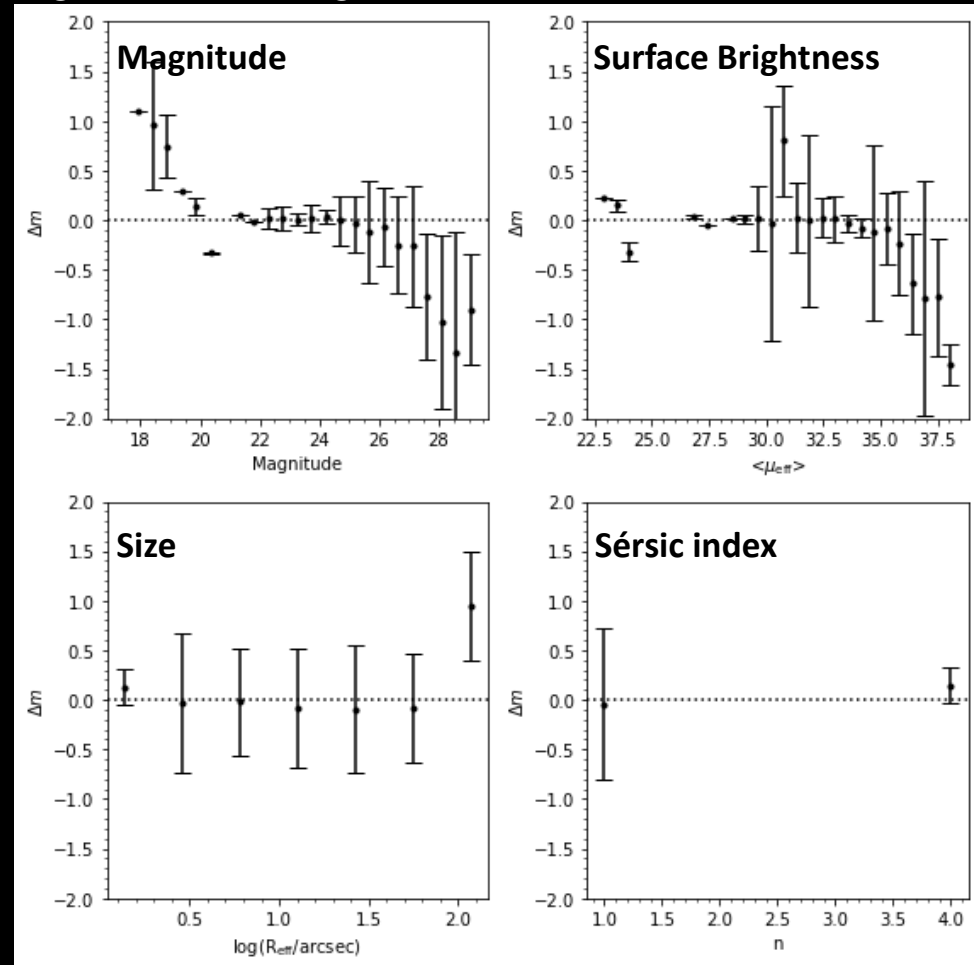 Magnitude
2.0
1.5
1.0
0.5
0.0
−0.5
−1.0
−1.5
−2.0
Δm
18 20 22 24 26 28
Magnitude
Surface Brightness
2.0
1.5
1.0
0.5
0.0
−0.5
−1.0
−1.5
−2.0
Δm
22.5 25.0 27.5 30.0 32.5 35.0 37.5
<μeff>
Size
2.0
1.5
1.0
0.5
0.0
−0.5
−1.0
−1.5
−2.0
Δm
0.5 1.0 1.5 2.0
log(Reff/arcsec)
Sérsic index
2.0
1.5
1.0
0.5
0.0
−0.5
−1.0
−1.5
−2.0
Δm
1.0 1.5 2.0 2.5 3.0 3.5 4.0
n